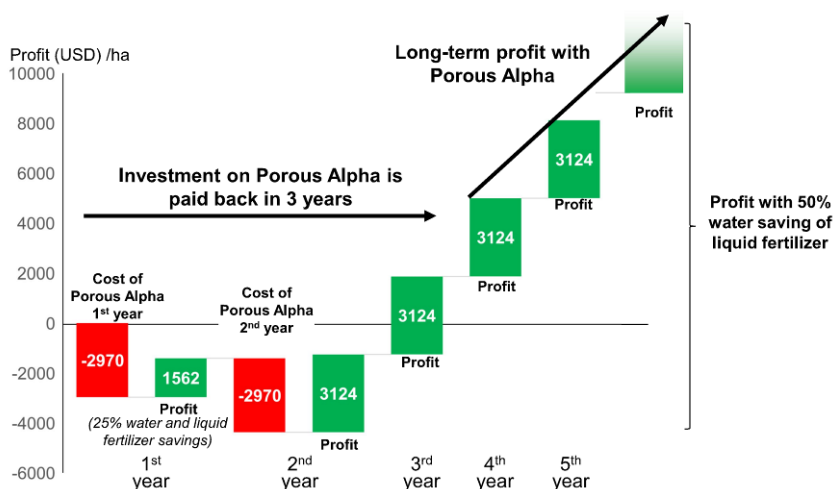 Profit (USD) /ha
10000
8000
6000
4000
2000
0
-2000
-4000
-6000
Long-term profit with
Porous Alpha
Investment on Porous Alpha is
paid back in 3 years
Cost of
Porous Alpha
1st year
-2970
1562
Profit
(25% water and liquid
fertilizer savings)
Cost of
Porous Alpha
2nd year
-2970
3124
Profit
3124
Profit
3124
Profit
3124
Profit
Profit
Profit with 50%
water saving of
liquid fertilizer
1st
year
2nd
year
3rd
year
4th
year
5th
year